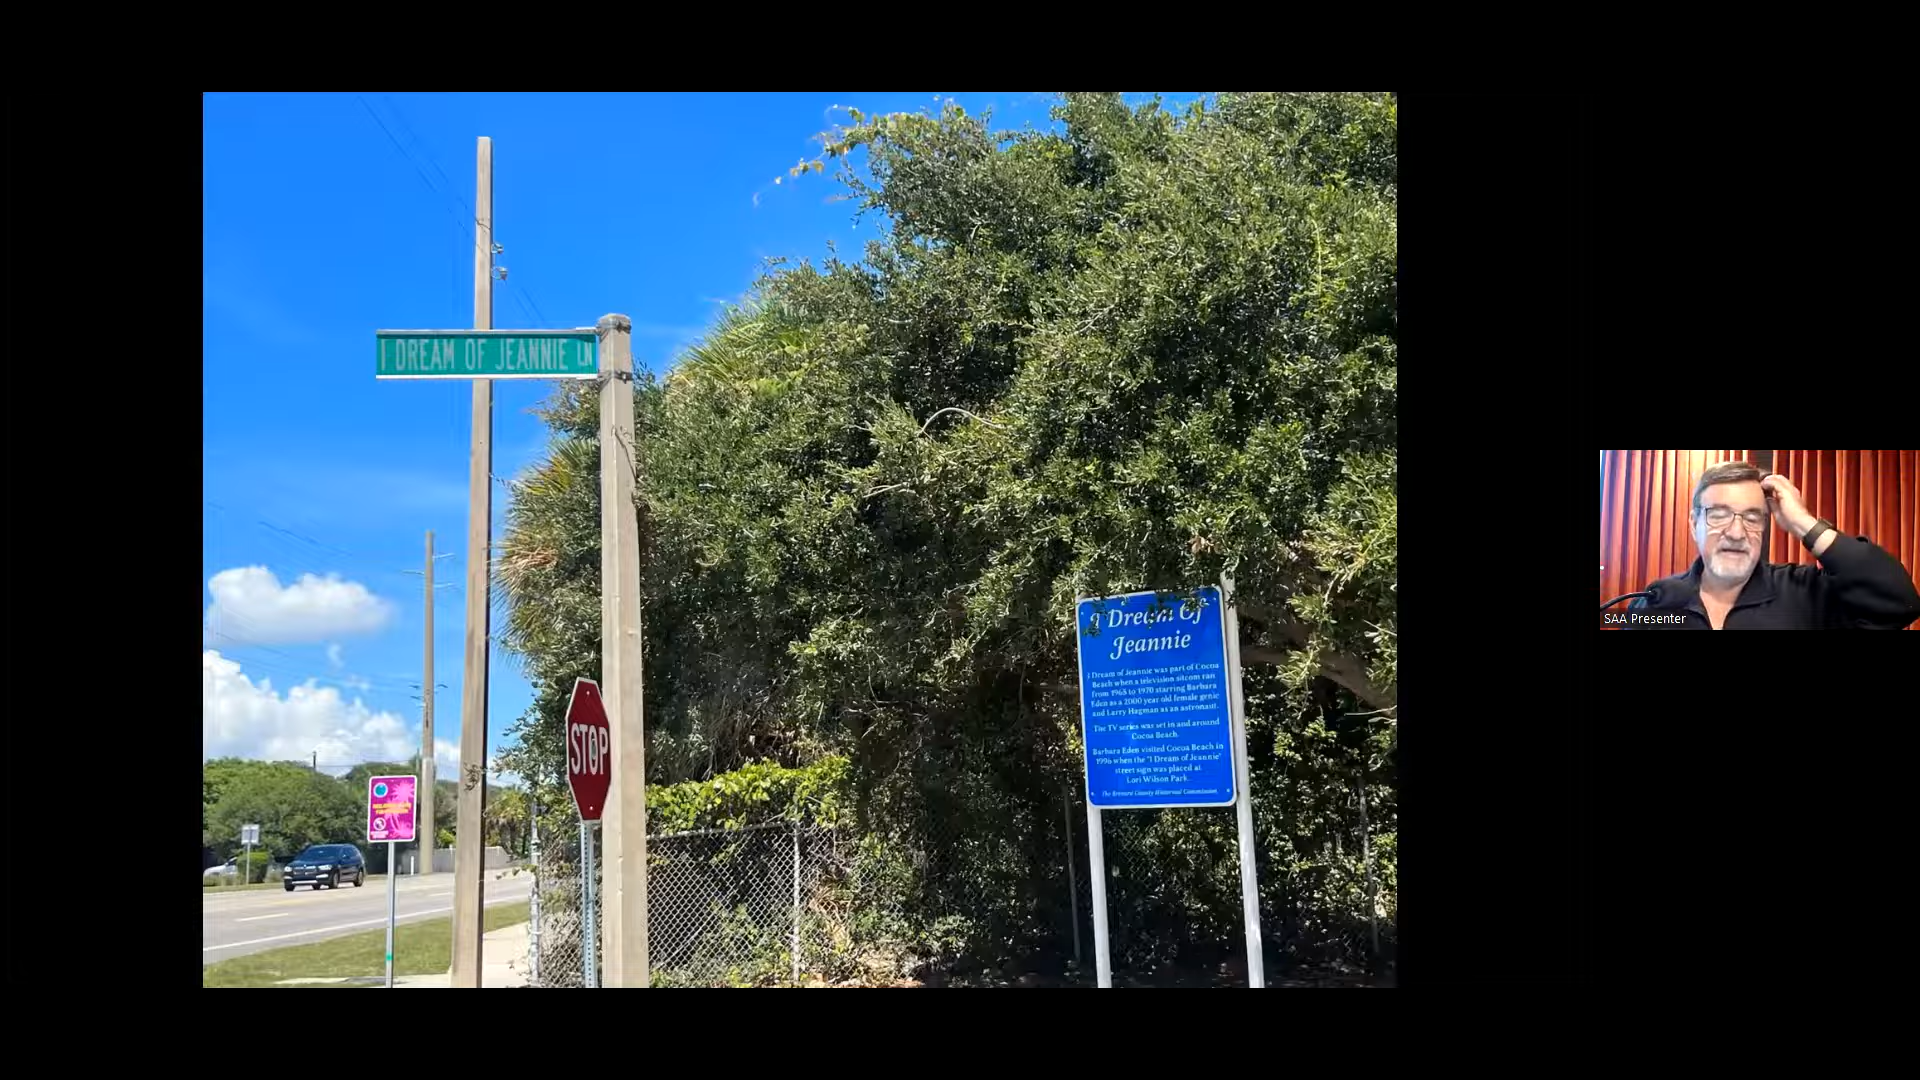 I DREAM OF JEANNIE LN
STOP
I Dream Of
Jeannie
I Dream of Jeannie was part of Cocoa
Beach when a television sitcom ran
from 1965 to 1970 starring Barbara
Eden as a 2000 year old female genie
and Larry Hagman as an astronaut.
The TV series was set in and around
Cocoa Beach.
Barbara Eden visited Cocoa Beach in
1996 when the "I Dream of Jeannie"
street sign was placed at
Lori Wilson Park.
The Brevard County Historical Commission
SAA Presenter